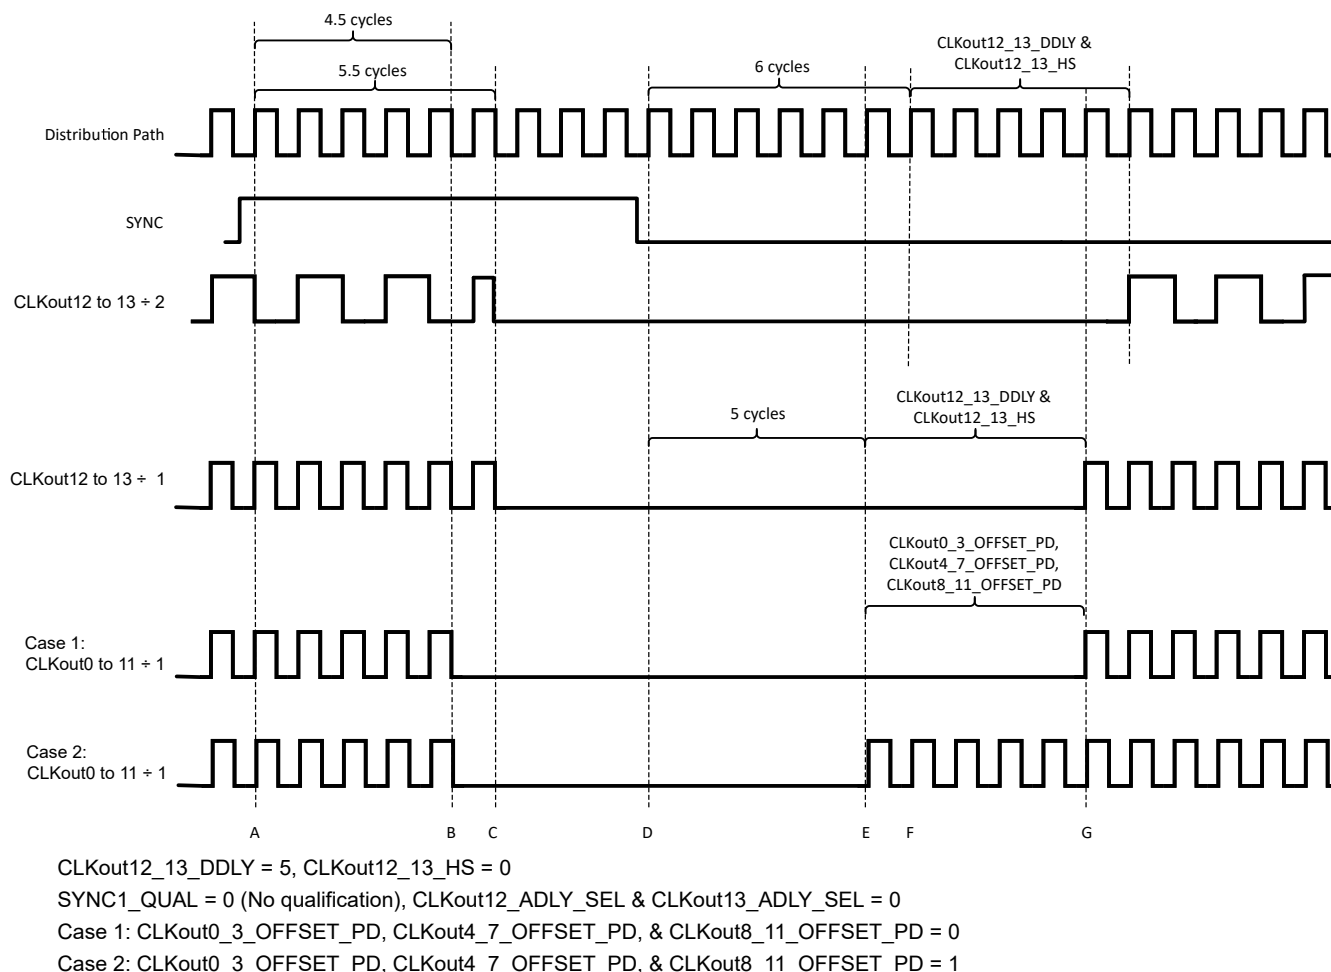 4.5 cycles
5.5 cycles
6 cycles
CLKout12_13_DDLY &
CLKout12_13_HS
Distribution Path
SYNC
CLKout12 to 13 ÷ 2
5 cycles
CLKout12_13_DDLY &
CLKout12_13_HS
CLKout12 to 13 ÷ 1
CLKout0_3_OFFSET_PD,
CLKout4_7_OFFSET_PD,
CLKout8_11_OFFSET_PD
Case 1:
CLKout0 to 11 ÷ 1
Case 2:
CLKout0 to 11 ÷ 1
A B C D E F G
CLKout12_13_DDLY = 5, CLKout12_13_HS = 0
SYNC1_QUAL = 0 (No qualification), CLKout12_ADLY_SEL & CLKout13_ADLY_SEL = 0
Case 1: CLKout0_3_OFFSET_PD, CLKout4_7_OFFSET_PD, & CLKout8_11_OFFSET_PD = 0
Case 2: CLKout0_3_OFFSET_PD, CLKout4_7_OFFSET_PD, & CLKout8_11_OFFSET_PD = 1